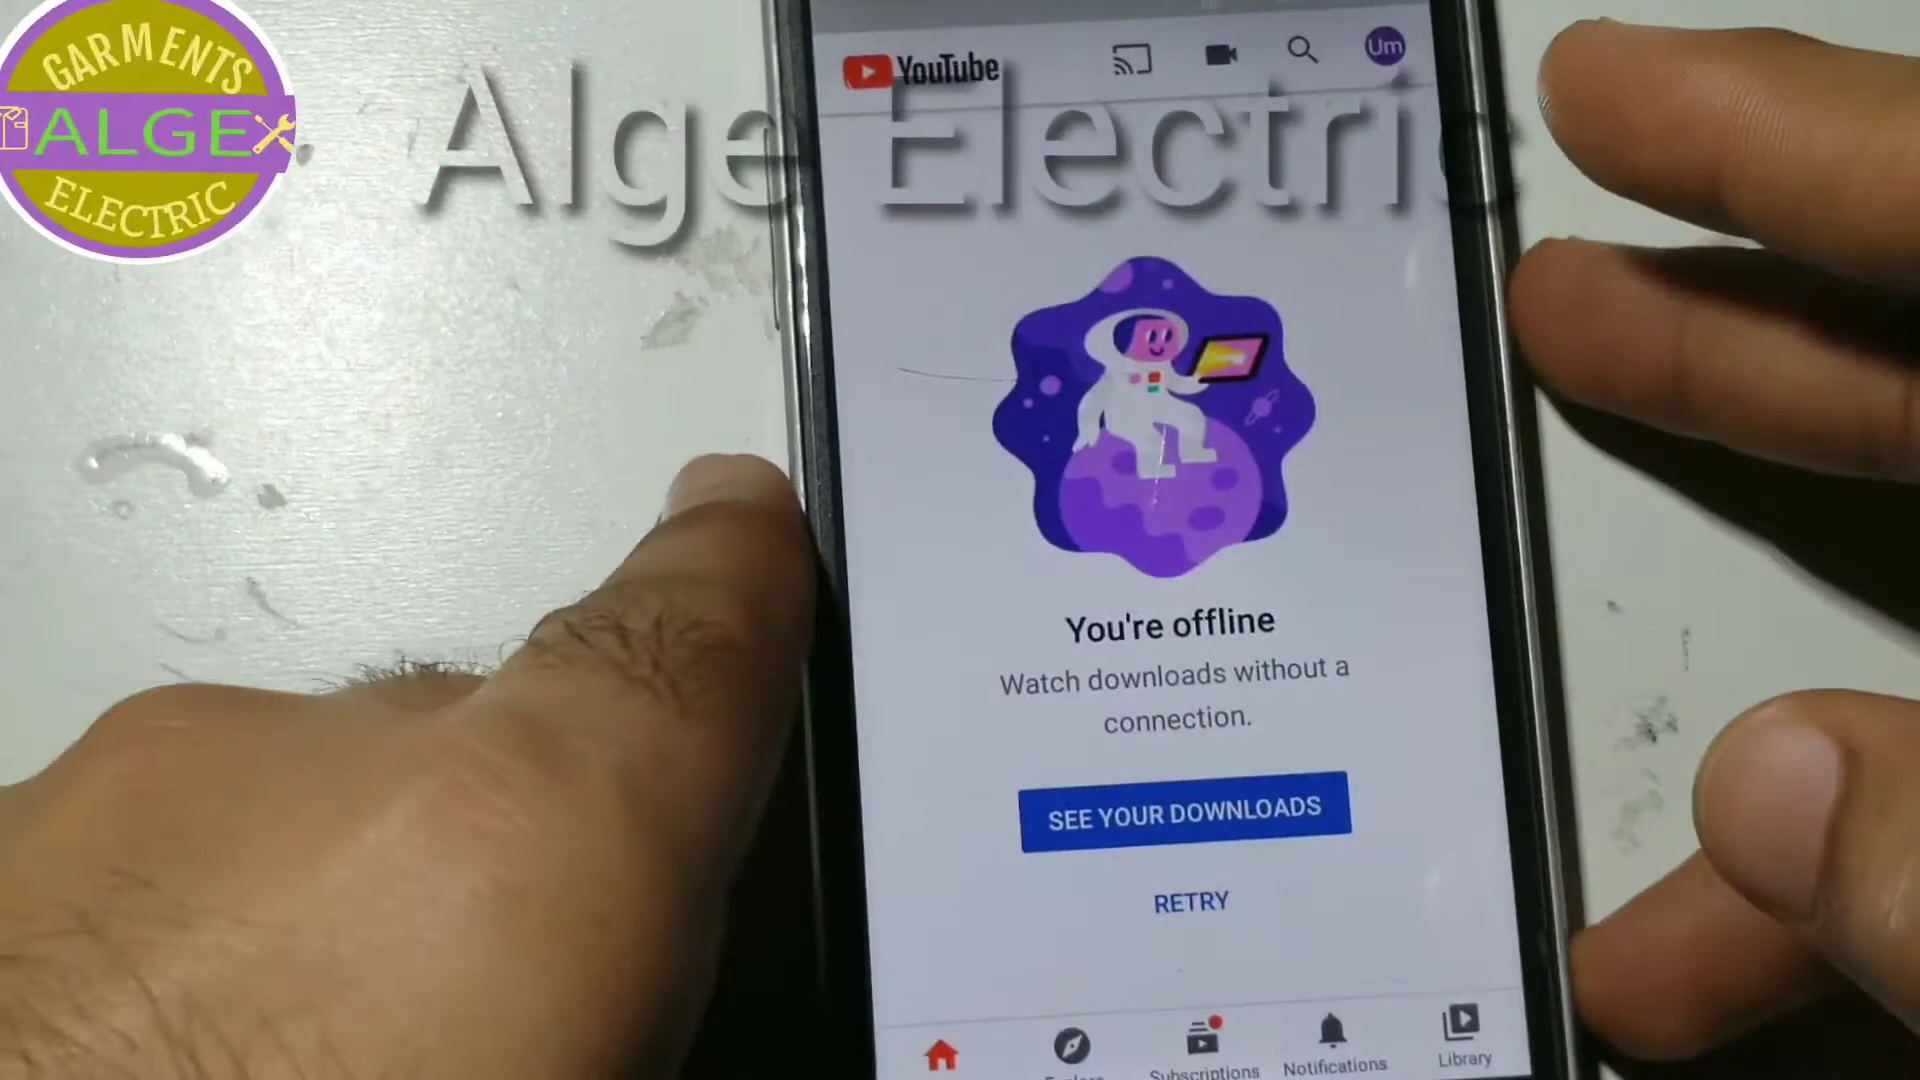 GARMENTS
ALGE
ELECTRIC
Alge Electric
YouTube
Um
You're offline
Watch downloads without a
connection.
SEE YOUR DOWNLOADS
RETRY
Subscriptions
Notifications
Library